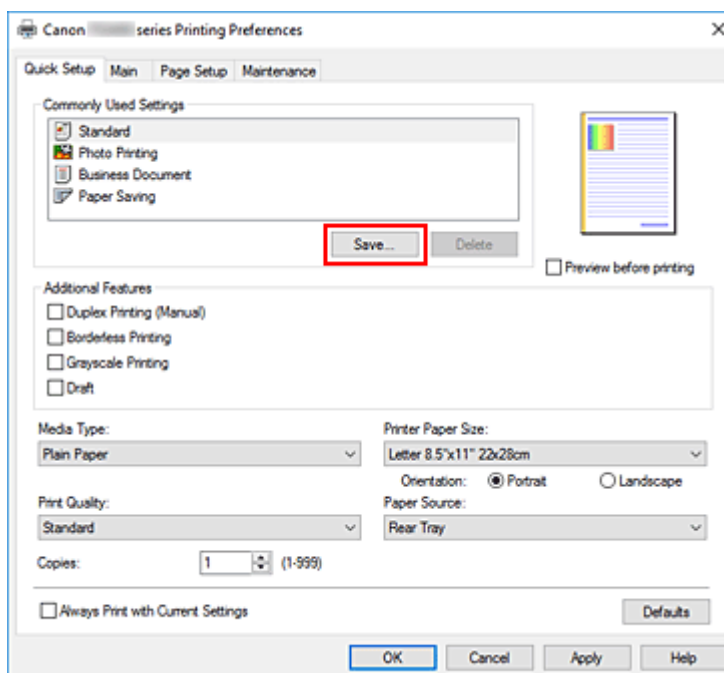 Canon series Printing Preferences
Quick Setup Main Page Setup Maintenance
Commonly Used Settings
Standard
Photo Printing
Business Document
Paper Saving
Save... Delete
Preview before printing
Additional Features
Duplex Printing (Manual)
Borderless Printing
Grayscale Printing
Draft
Media Type: Printer Paper Size:
Plain Paper Letter 8.5"x11" 22x28cm
Orientation: Portrait Landscape
Print Quality: Paper Source:
Standard Rear Tray
Copies: 1 (1-999)
Always Print with Current Settings Defaults
OK Cancel Apply Help